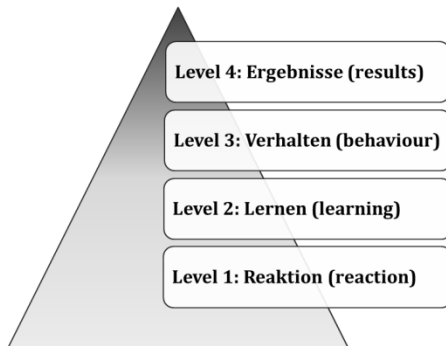 Level 4: Ergebnisse (results)
Level 3: Verhalten (behaviour)
Level 2: Lernen (learning)
Level 1: Reaktion (reaction)